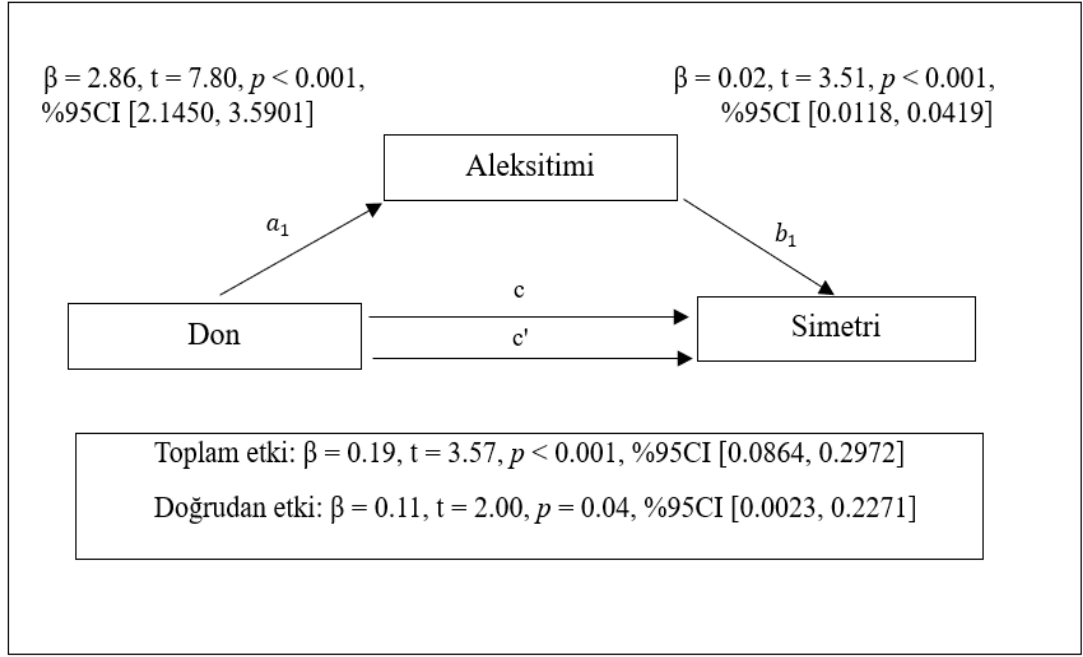 β = 2.86, t = 7.80, p < 0.001,
%95CI [2.1450, 3.5901]
β = 0.02, t = 3.51, p < 0.001,
%95CI [0.0118, 0.0419]
Aleksitimi
a₁
b₁
c
Don
Simetri
c'
Toplam etki: β = 0.19, t = 3.57, p < 0.001, %95CI [0.0864, 0.2972]
Doğrudan etki: β = 0.11, t = 2.00, p = 0.04, %95CI [0.0023, 0.2271]